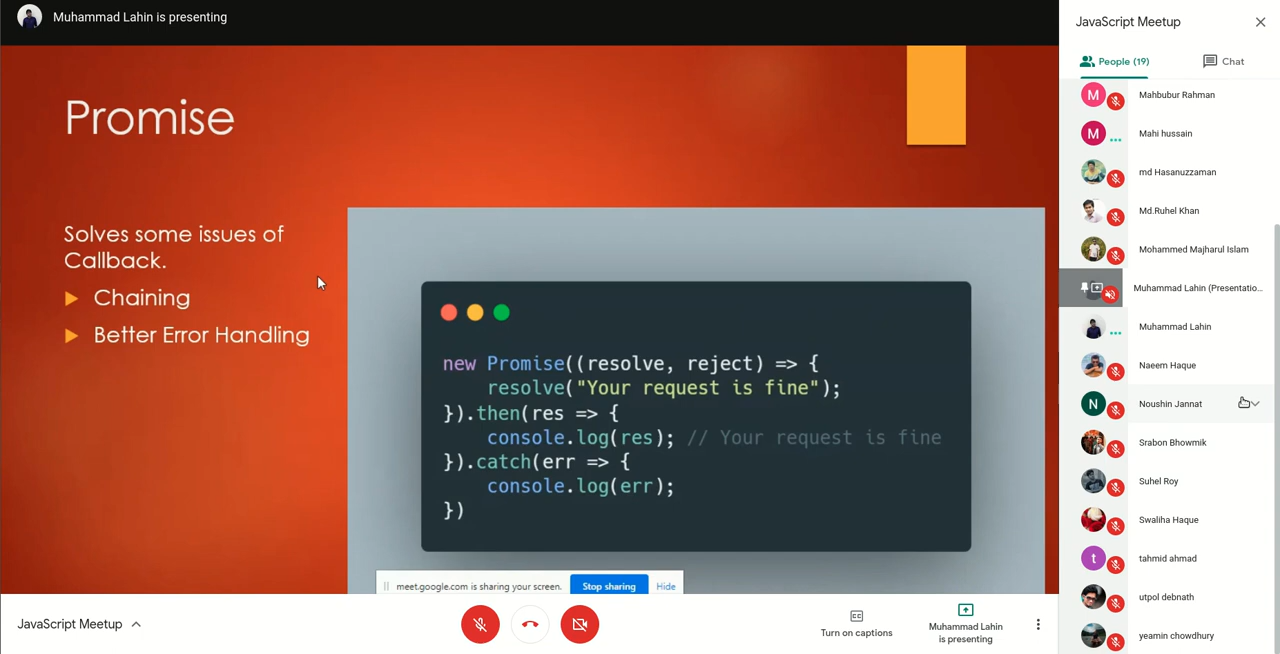 Muhammad Lahin is presenting
Promise
Solves some issues of
Callback.
Chaining
Better Error Handling
new Promise((resolve, reject) => {
    resolve("Your request is fine");
}).then(res => {
    console.log(res); // Your request is fine
}).catch(err => {
    console.log(err);
})
meet.google.com is sharing your screen.
Stop sharing
Hide
JavaScript Meetup
CC
Turn on captions
Muhammad Lahin
is presenting
JavaScript Meetup
People (19)
Chat
M
Mahbubur Rahman
M
Mahi hussain
md Hasanuzzaman
Md.Ruhel Khan
Mohammed Majharul Islam
Muhammad Lahin (Presentatio...
Muhammad Lahin
Naeem Haque
N
Noushin Jannat
Srabon Bhowmik
Suhel Roy
Swaliha Haque
t
tahmid ahmad
utpol debnath
yeamin chowdhury